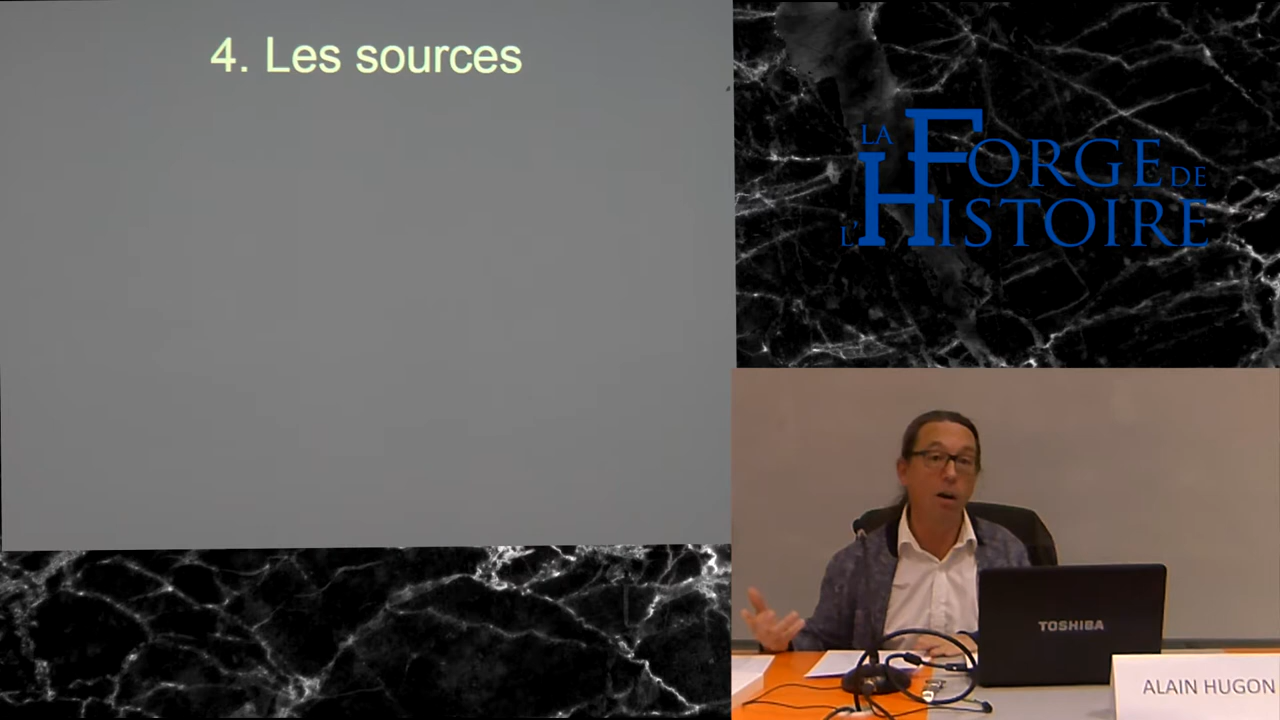 4. Les sources
LA FORGE DE
L'HISTOIRE
TOSHIBA
ALAIN HUGON